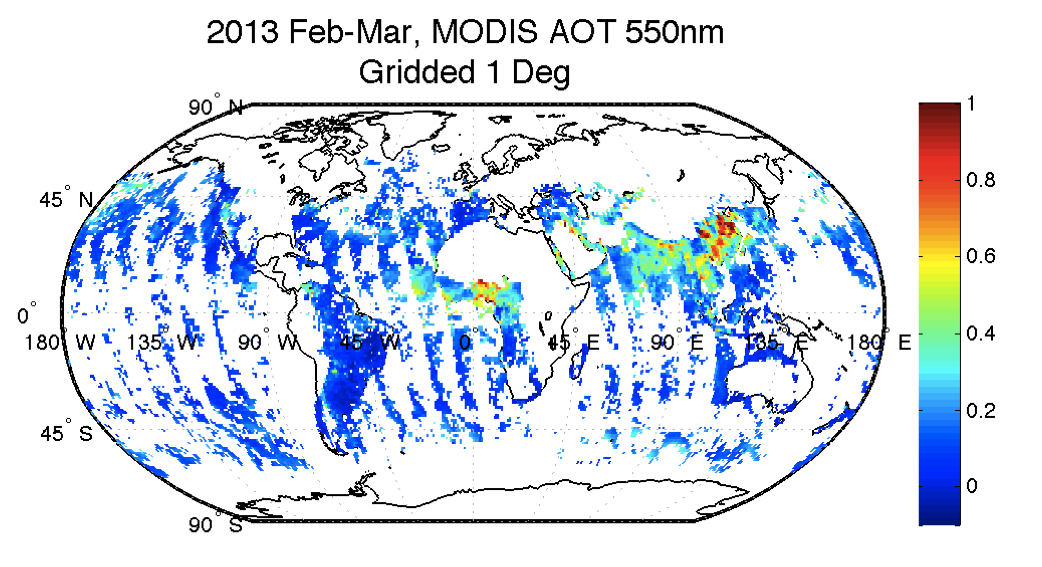 2013 Feb-Mar, MODIS AOT 550nm
Gridded 1 Deg
90° N
45° N
0°
180° W 135° W 90° W 45° W 0° 45° E 90° E 135° E 180° E
45° S
90° S
1
0.8
0.6
0.4
0.2
0